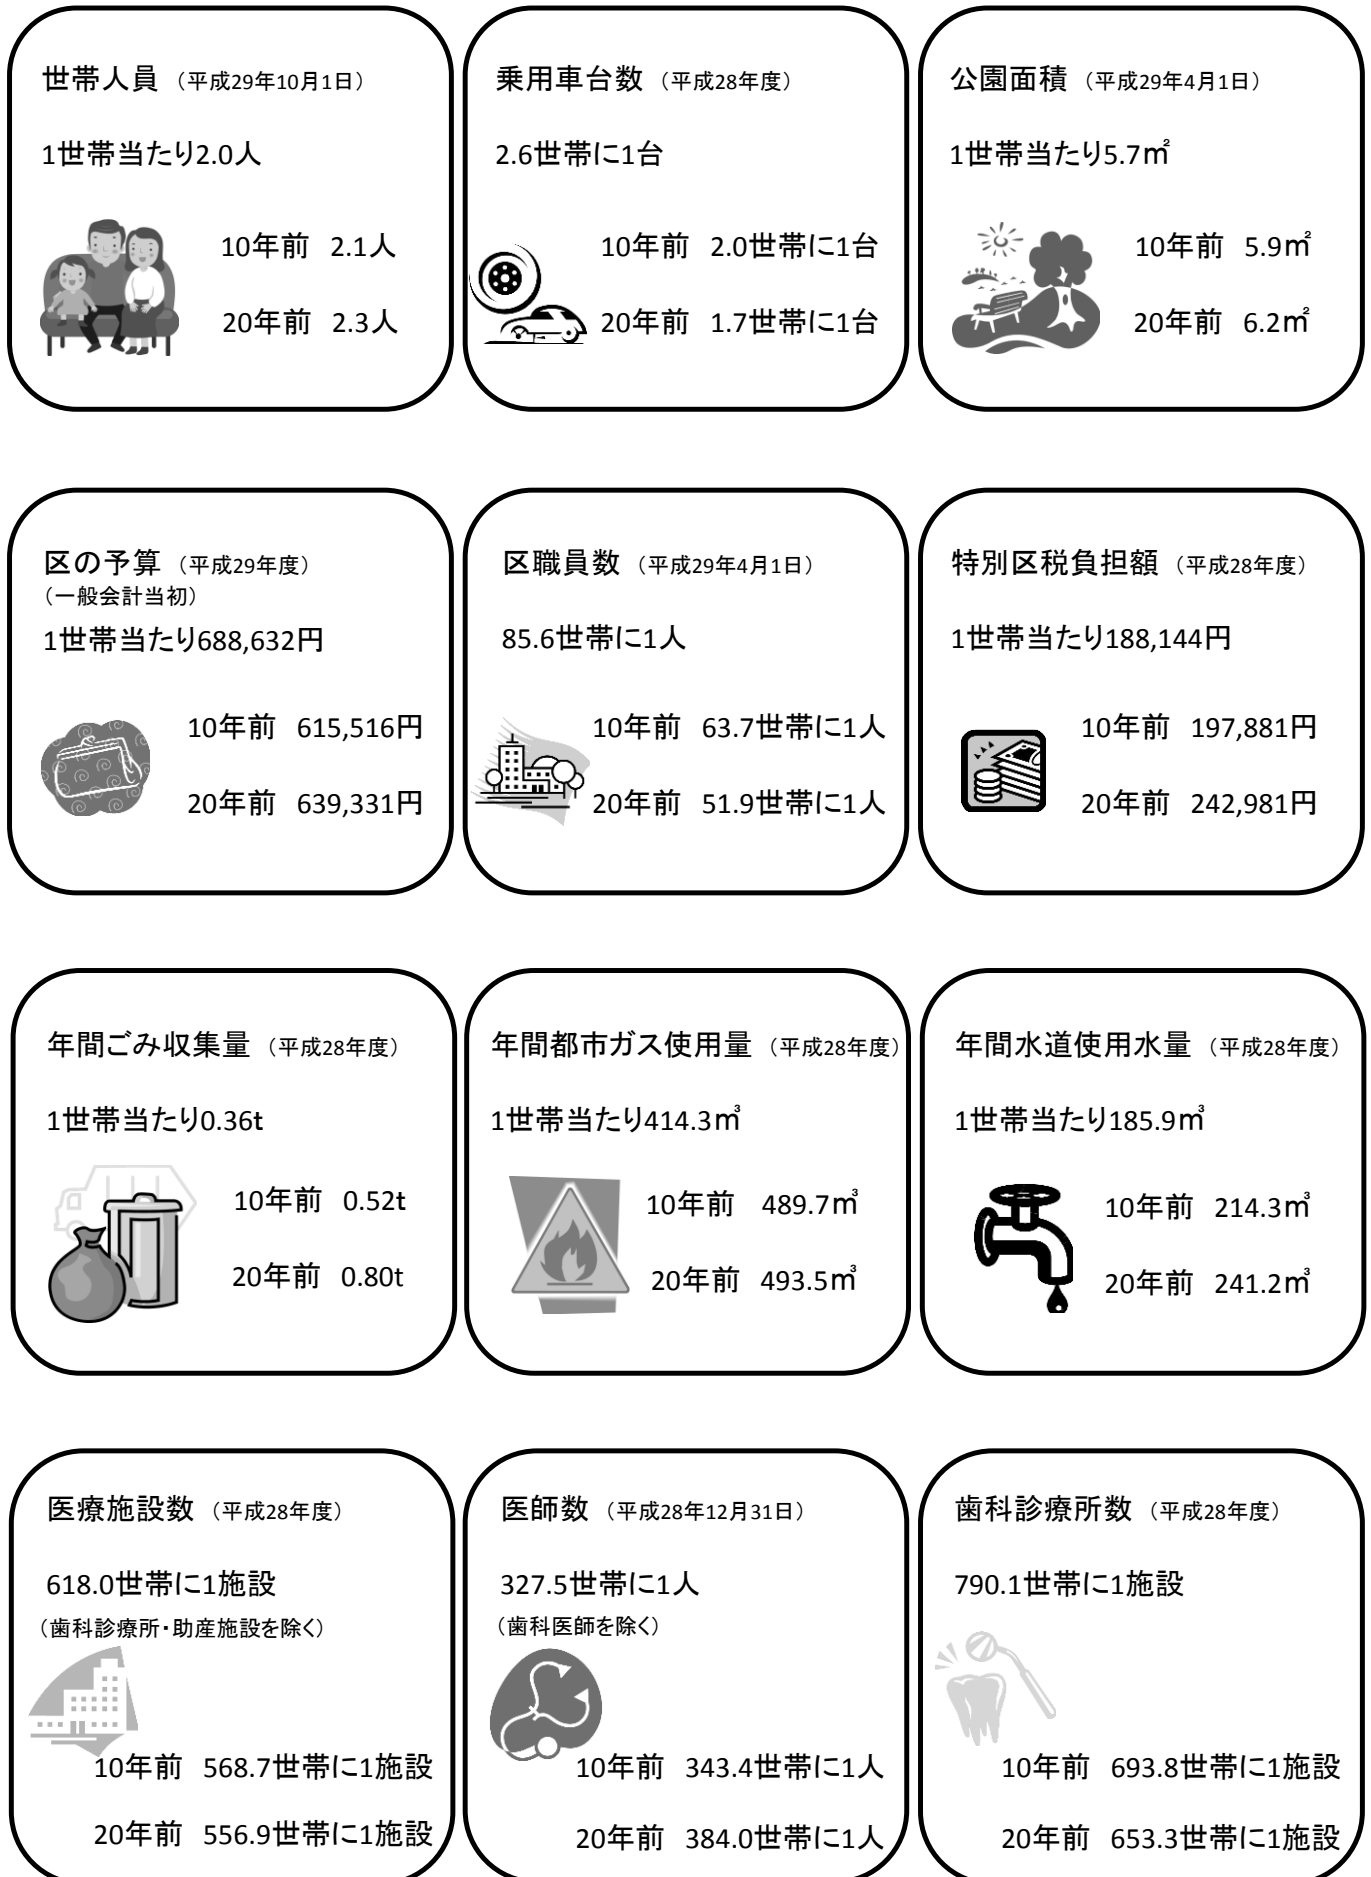 世帯人員 （平成29年10月1日）
1世帯当たり2.0人
10年前 2.1人
20年前 2.3人
乗用車台数 （平成28年度）
2.6世帯に1台
10年前 2.0世帯に1台
20年前 1.7世帯に1台
公園面積 （平成29年4月1日）
1世帯当たり5.7㎡
10年前 5.9㎡
20年前 6.2㎡
区の予算 （平成29年度）
（一般会計当初）
1世帯当たり688,632円
10年前 615,516円
20年前 639,331円
区職員数 （平成29年4月1日）
85.6世帯に1人
10年前 63.7世帯に1人
20年前 51.9世帯に1人
特別区税負担額 （平成28年度）
1世帯当たり188,144円
10年前 197,881円
20年前 242,981円
年間ごみ収集量 （平成28年度）
1世帯当たり0.36t
10年前 0.52t
20年前 0.80t
年間都市ガス使用量 （平成28年度）
1世帯当たり414.3㎥
10年前 489.7㎥
20年前 493.5㎥
年間水道使用水量 （平成28年度）
1世帯当たり185.9㎥
10年前 214.3㎥
20年前 241.2㎥
医療施設数 （平成28年度）
618.0世帯に1施設
（歯科診療所・助産施設を除く）
10年前 568.7世帯に1施設
20年前 556.9世帯に1施設
医師数 （平成28年12月31日）
327.5世帯に1人
（歯科医師を除く）
10年前 343.4世帯に1人
20年前 384.0世帯に1人
歯科診療所数 （平成28年度）
790.1世帯に1施設
10年前 693.8世帯に1施設
20年前 653.3世帯に1施設